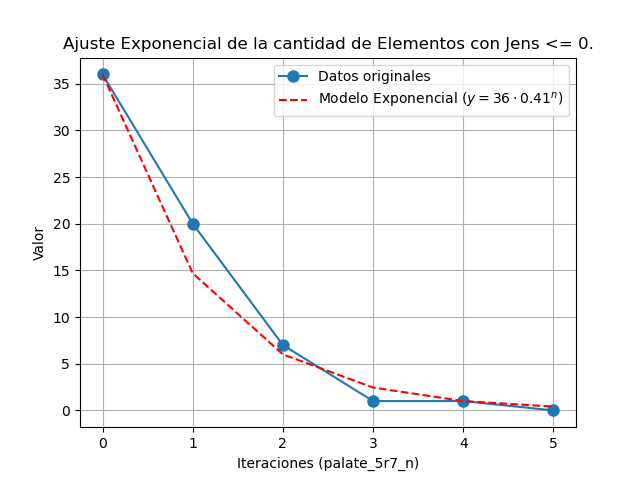 Ajuste Exponencial de la cantidad de Elementos con Jens <= 0.
Datos originales
Modelo Exponencial (y = 36 · 0.41ⁿ)
Valor
35
30
25
20
15
10
5
0
0 1 2 3 4 5
Iteraciones (palate_5r7_n)